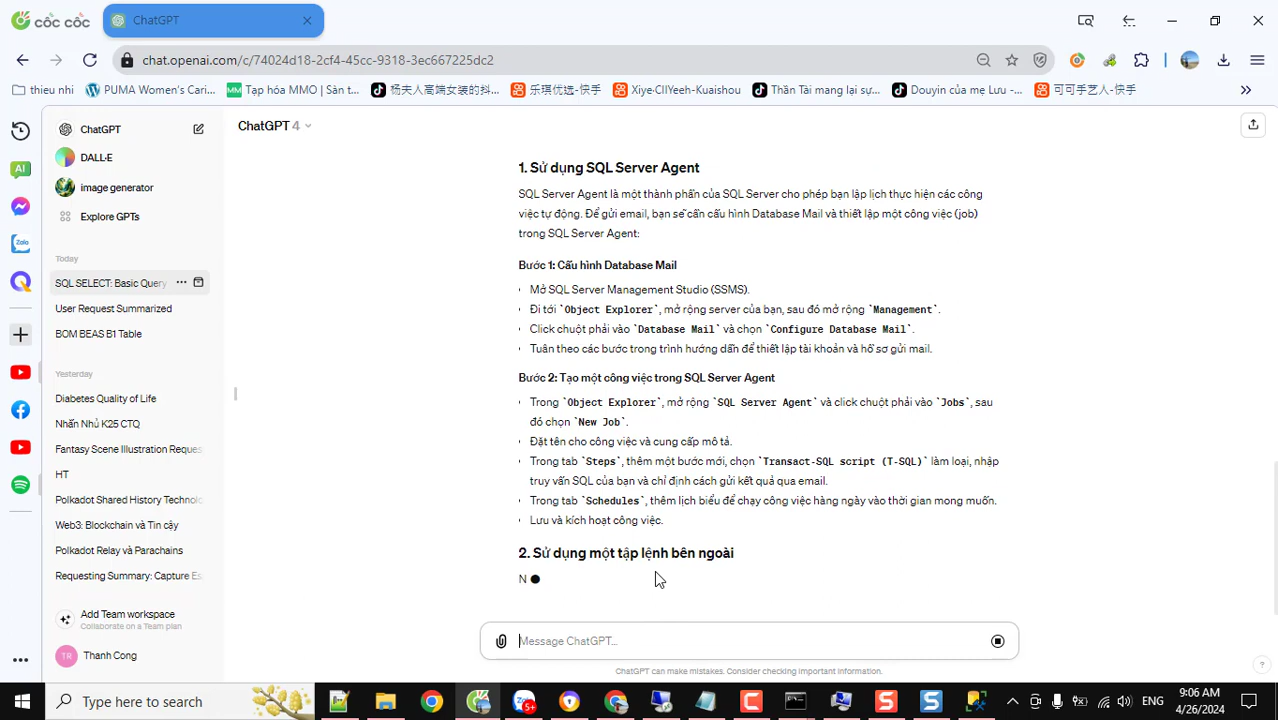 cốc cốc
ChatGPT
chat.openai.com/c/74024d18-2cf4-45cc-9318-3ec667225dc2
thieu nhi
PUMA Women's Cari...
Tạp hóa MMO | Sàn t...
杨夫人高端女装的抖...
乐琪优选-快手
Xiye·CIIYeeh-Kuaishou
Thần Tài mang lại sự...
Douyin của mẹ Lưu -...
可可手艺人-快手
ChatGPT
DALL·E
image generator
Explore GPTs
Today
SQL SELECT: Basic Query
User Request Summarized
BOM BEAS B1 Table
Yesterday
Diabetes Quality of Life
Nhấn Nhủ K25 CTQ
Fantasy Scene Illustration Reques
HT
Polkadot Shared History Technol
Web3: Blockchain và Tin cậy
Polkadot Relay và Parachains
Requesting Summary: Capture Es
Add Team workspace
Collaborate on a Team plan
TR
Thanh Cong
ChatGPT 4
1. Sử dụng SQL Server Agent
SQL Server Agent là một thành phần của SQL Server cho phép bạn lập lịch thực hiện các công
việc tự động. Để gửi email, bạn sẽ cần cấu hình Database Mail và thiết lập một công việc (job)
trong SQL Server Agent:
Bước 1: Cấu hình Database Mail
Mở SQL Server Management Studio (SSMS).
Đi tới `Object Explorer`, mở rộng server của bạn, sau đó mở rộng `Management`.
Click chuột phải vào `Database Mail` và chọn `Configure Database Mail`.
Tuân theo các bước trong trình hướng dẫn để thiết lập tài khoản và hồ sơ gửi mail.
Bước 2: Tạo một công việc trong SQL Server Agent
Trong `Object Explorer`, mở rộng `SQL Server Agent` và click chuột phải vào `Jobs`, sau
đó chọn `New Job`.
Đặt tên cho công việc và cung cấp mô tả.
Trong tab `Steps`, thêm một bước mới, chọn `Transact-SQL script (T-SQL)` làm loại, nhập
truy vấn SQL của bạn và chỉ định cách gửi kết quả qua email.
Trong tab `Schedules`, thêm lịch biểu để chạy công việc hàng ngày vào thời gian mong muốn.
Lưu và kích hoạt công việc.
2. Sử dụng một tập lệnh bên ngoài
N
Message ChatGPT...
ChatGPT can make mistakes. Consider checking important information.
?
Type here to search
ENG
9:06 AM
4/26/2024